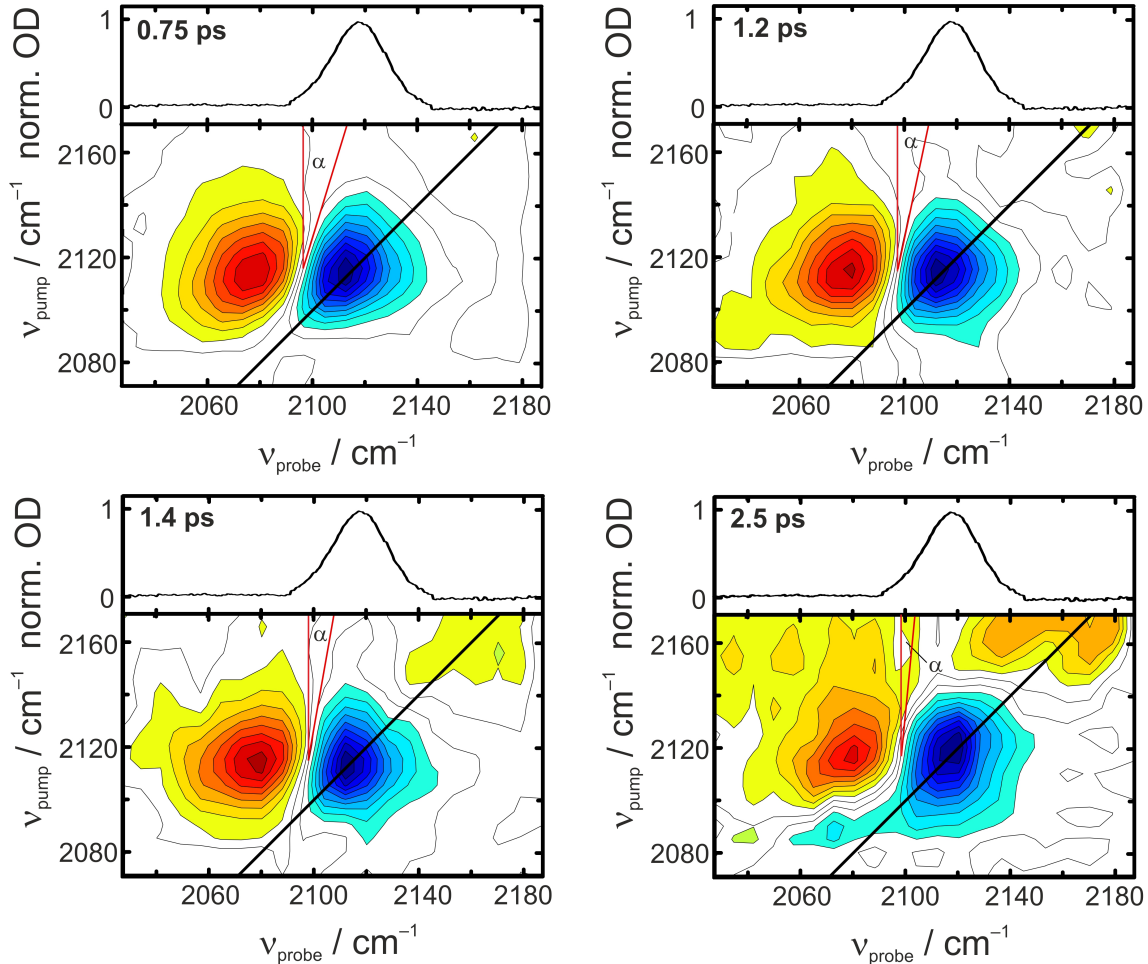 norm. OD
1
0
0.75 ps
α
2160
2120
2080
ν_pump / cm⁻¹
2060 2100 2140 2180
ν_probe / cm⁻¹
norm. OD
1
0
1.2 ps
α
2160
2120
2080
ν_pump / cm⁻¹
2060 2100 2140 2180
ν_probe / cm⁻¹
norm. OD
1
0
1.4 ps
α
2160
2120
2080
ν_pump / cm⁻¹
2060 2100 2140 2180
ν_probe / cm⁻¹
norm. OD
1
0
2.5 ps
α
2160
2120
2080
ν_pump / cm⁻¹
2060 2100 2140 2180
ν_probe / cm⁻¹